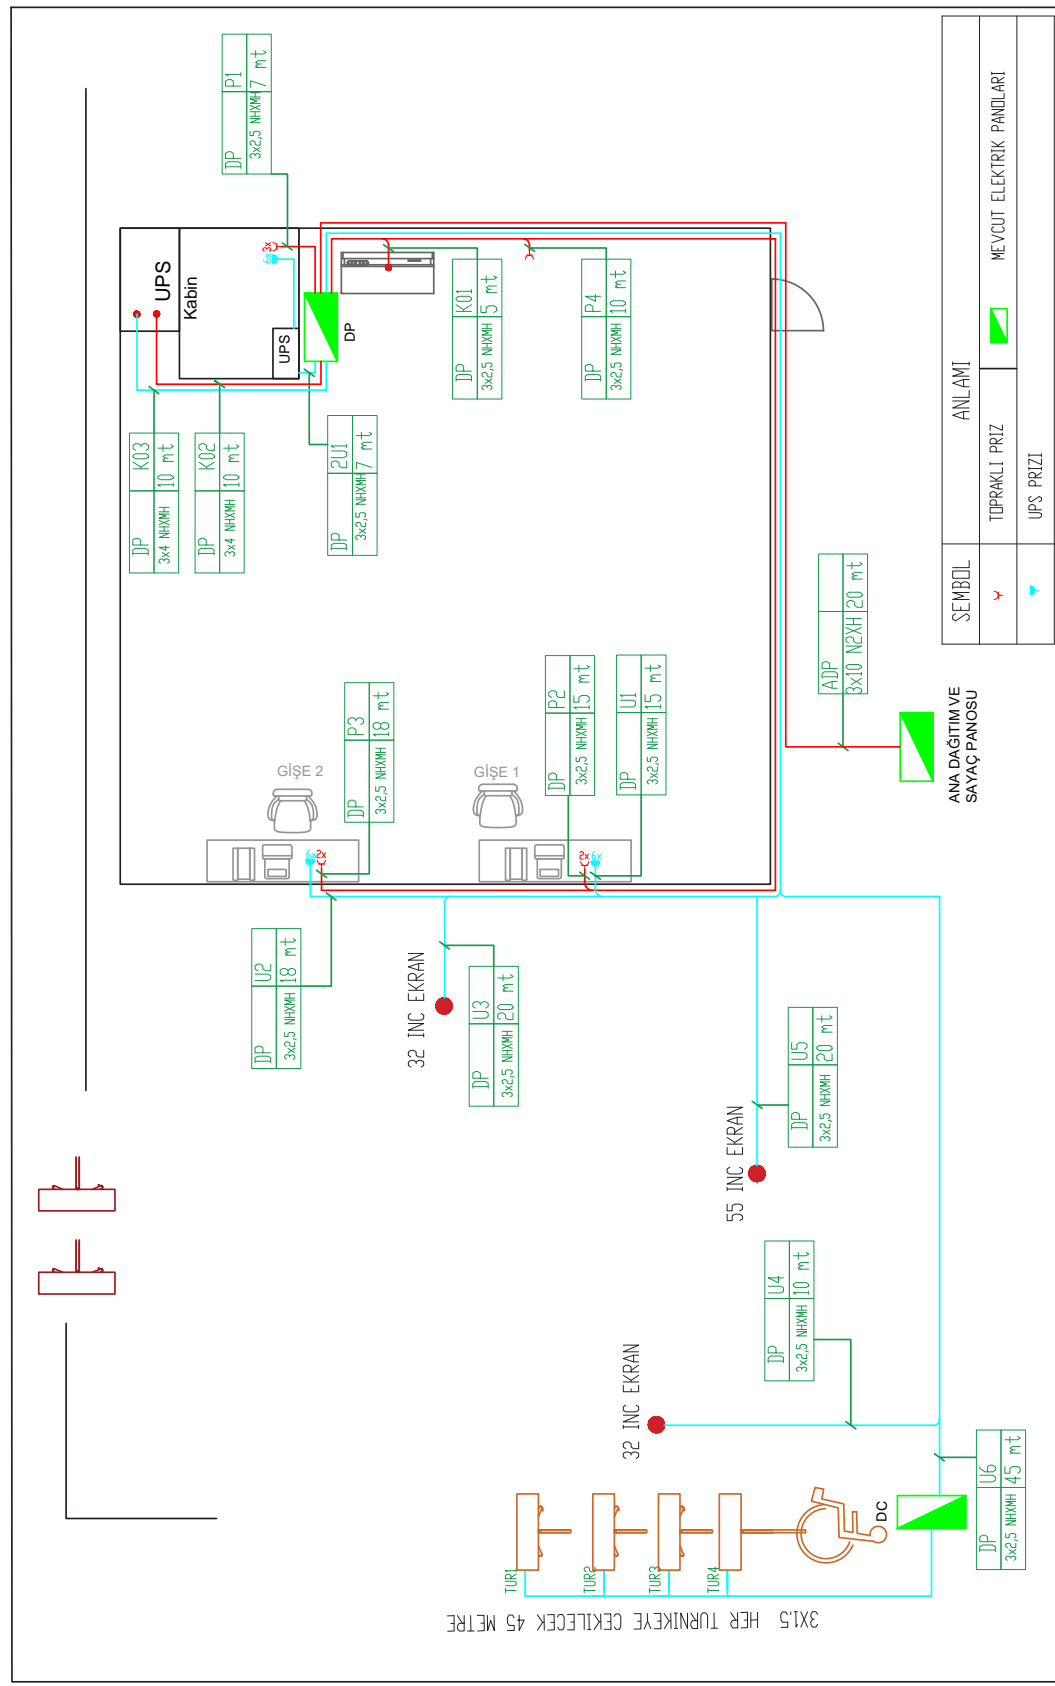 DP P1
3x2,5 NHXMH 7 mt
UPS
Kabin
3x
6x
UPS
DP
DP K03
3x4 NHXMH 10 mt
DP K02
3x4 NHXMH 10 mt
DP 2U1
3x2,5 NHXMH 7 mt
DP K01
3x2,5 NHXMH 5 mt
DP P4
3x2,5 NHXMH 10 mt
DP P3
3x2,5 NHXMH 18 mt
DP P2
3x2,5 NHXMH 15 mt
DP U1
3x2,5 NHXMH 15 mt
GİŞE 2
GİŞE 1
6x
2x
2x
6x
ADP
3x10 N2XH 20 mt
ANA DAĞITIM VE
SAYAÇ PANOSU
DP U2
3x2,5 NHXMH 18 mt
32 INC EKRAN
DP U3
3x2,5 NHXMH 20 mt
55 INC EKRAN
DP U5
3x2,5 NHXMH 20 mt
32 INC EKRAN
DP U4
3x2,5 NHXMH 10 mt
DP U6
3x2,5 NHXMH 45 mt
DC
TUR1
TUR2
TUR3
TUR4
3X1.5 HER TURNIKEYE CEKILECEK 45 METRE
SEMBOL ANLAMI
TOPRAKLI PRIZ
MEVCUT ELEKTRIK PANOLARI
UPS PRIZI